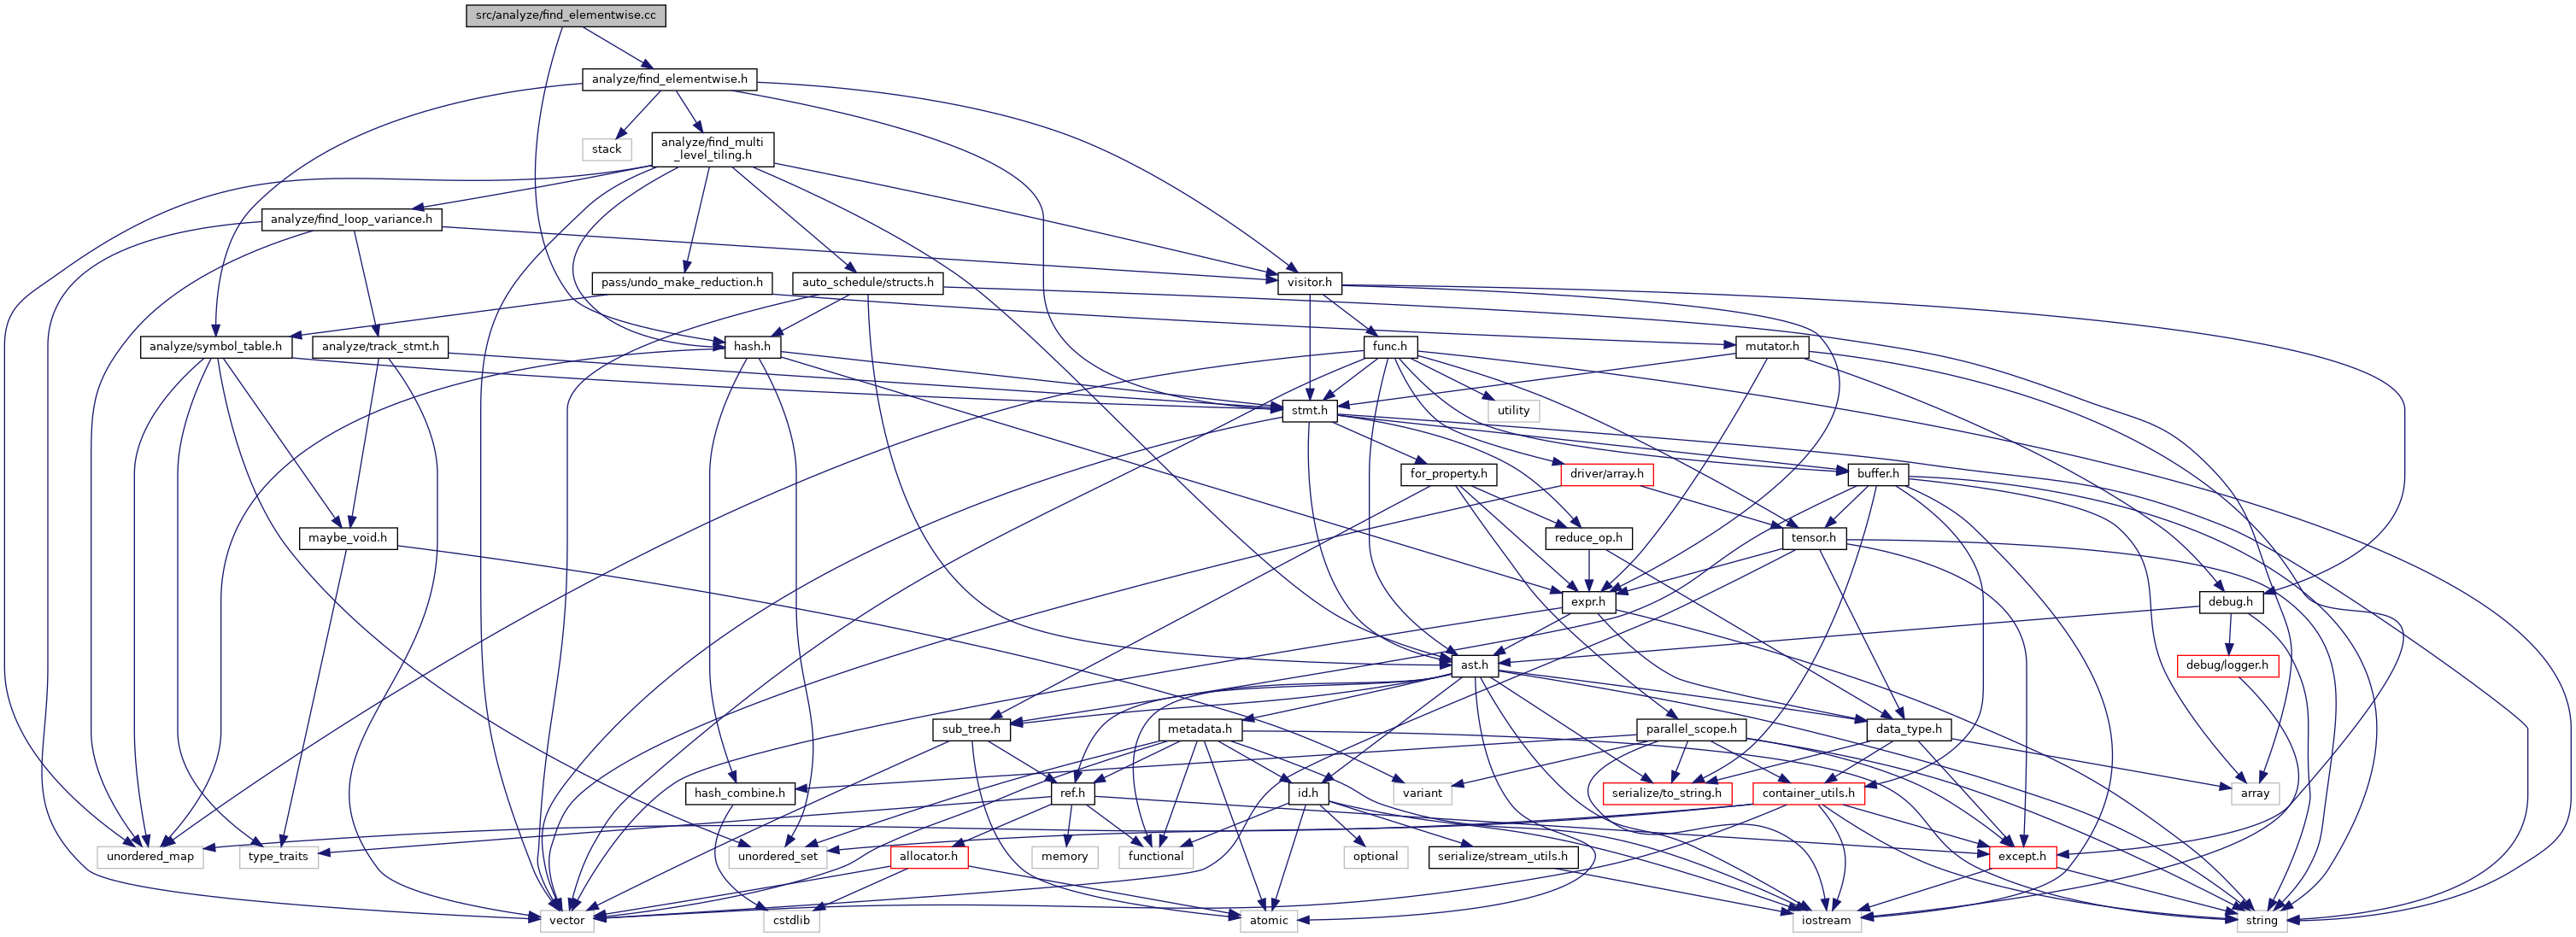 src/analyze/find_elementwise.cc
analyze/find_elementwise.h
stack
analyze/find_multi
_level_tiling.h
analyze/find_loop_variance.h
pass/undo_make_reduction.h
auto_schedule/structs.h
visitor.h
analyze/symbol_table.h
analyze/track_stmt.h
hash.h
func.h
mutator.h
stmt.h
utility
for_property.h
driver/array.h
buffer.h
maybe_void.h
reduce_op.h
tensor.h
expr.h
debug.h
ast.h
debug/logger.h
sub_tree.h
metadata.h
parallel_scope.h
data_type.h
hash_combine.h
ref.h
id.h
variant
serialize/to_string.h
container_utils.h
array
unordered_map
type_traits
unordered_set
allocator.h
memory
functional
optional
serialize/stream_utils.h
except.h
vector
cstdlib
atomic
iostream
string